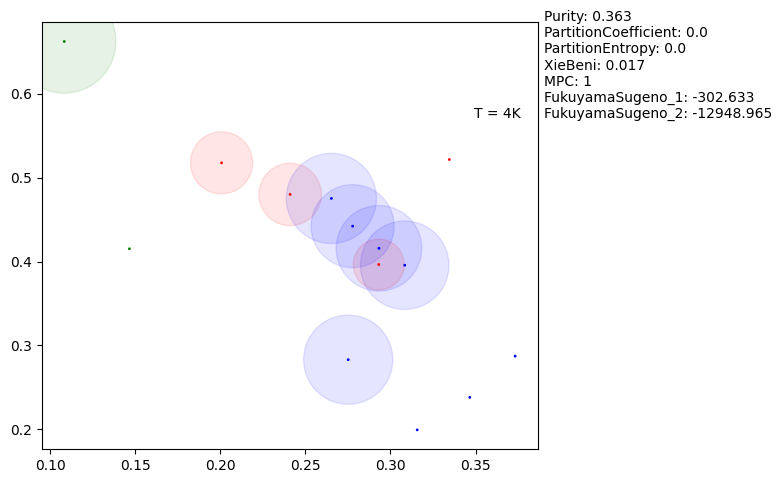 Purity: 0.363
PartitionCoefficient: 0.0
PartitionEntropy: 0.0
XieBeni: 0.017
MPC: 1
FukuyamaSugeno_1: -302.633
FukuyamaSugeno_2: -12948.965
T = 4K
0.6
0.5
0.4
0.3
0.2
0.10 0.15 0.20 0.25 0.30 0.35